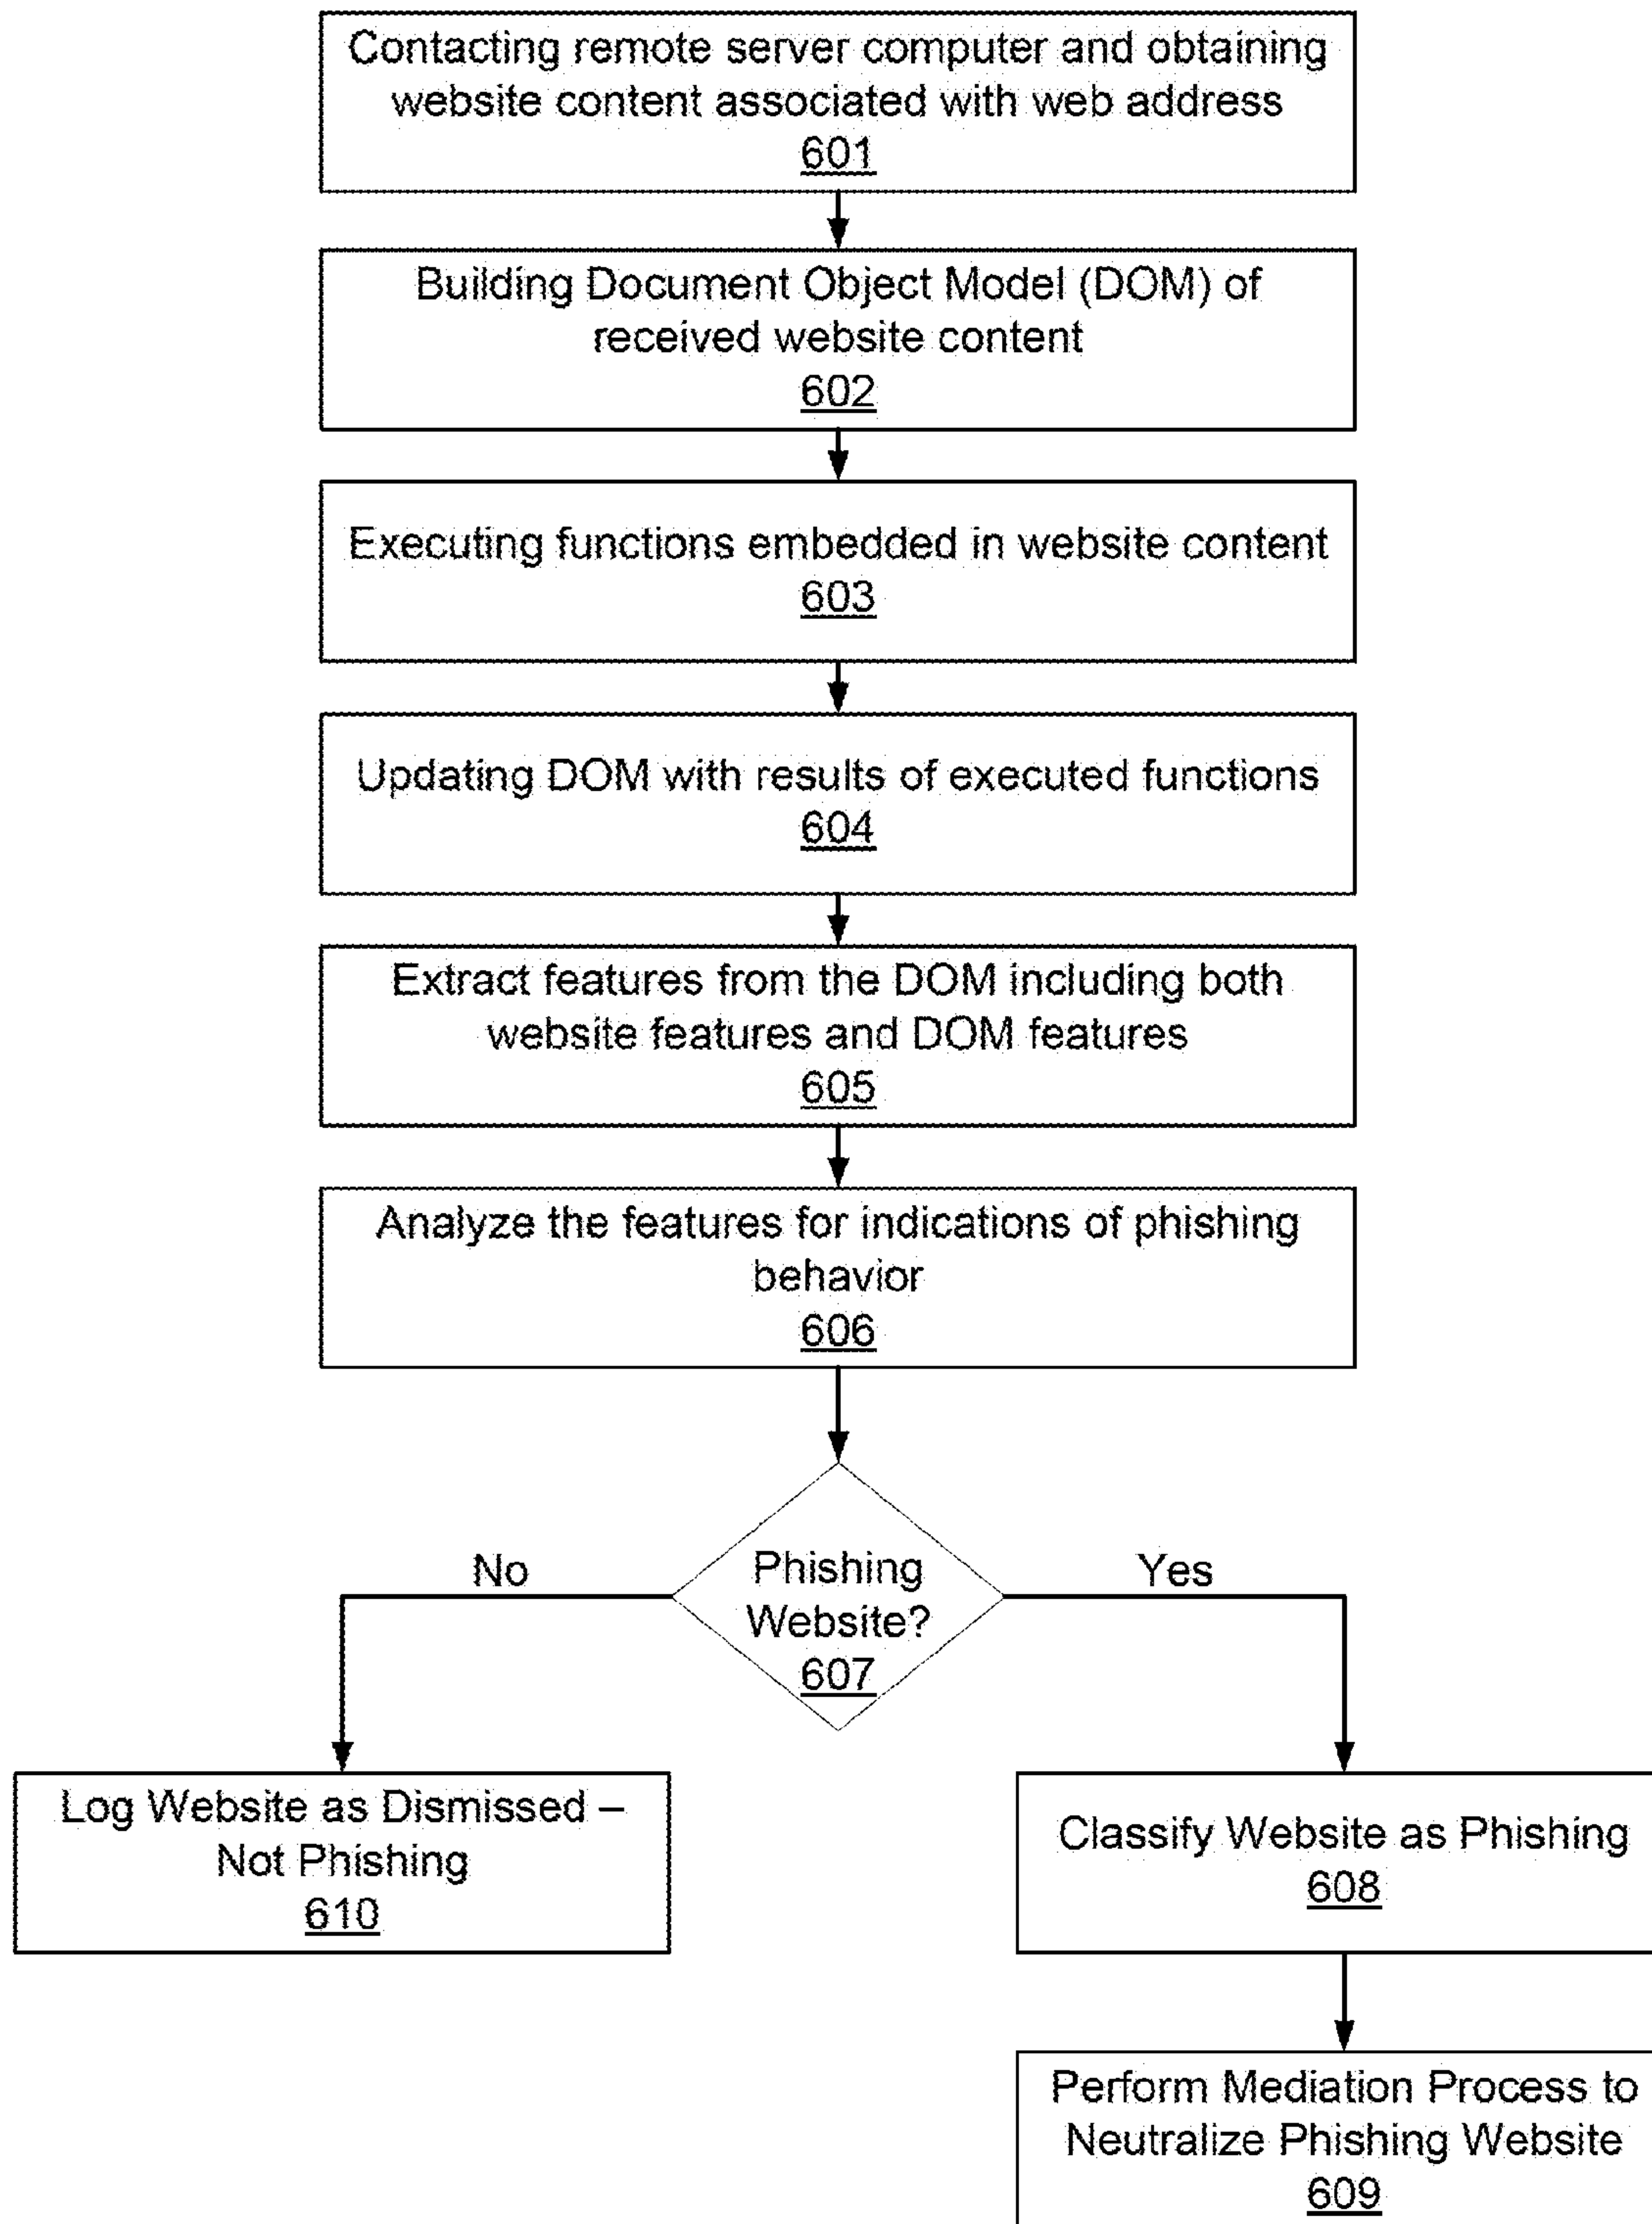 Contacting remote server computer and obtaining
website content associated with web address
601
Building Document Object Model (DOM) of
received website content
602
Executing functions embedded in website content
603
Updating DOM with results of executed functions
604
Extract features from the DOM including both
website features and DOM features
605
Analyze the features for indications of phishing
behavior
606
Phishing
Website?
607
No
Yes
Log Website as Dismissed –
Not Phishing
610
Classify Website as Phishing
608
Perform Mediation Process to
Neutralize Phishing Website
609